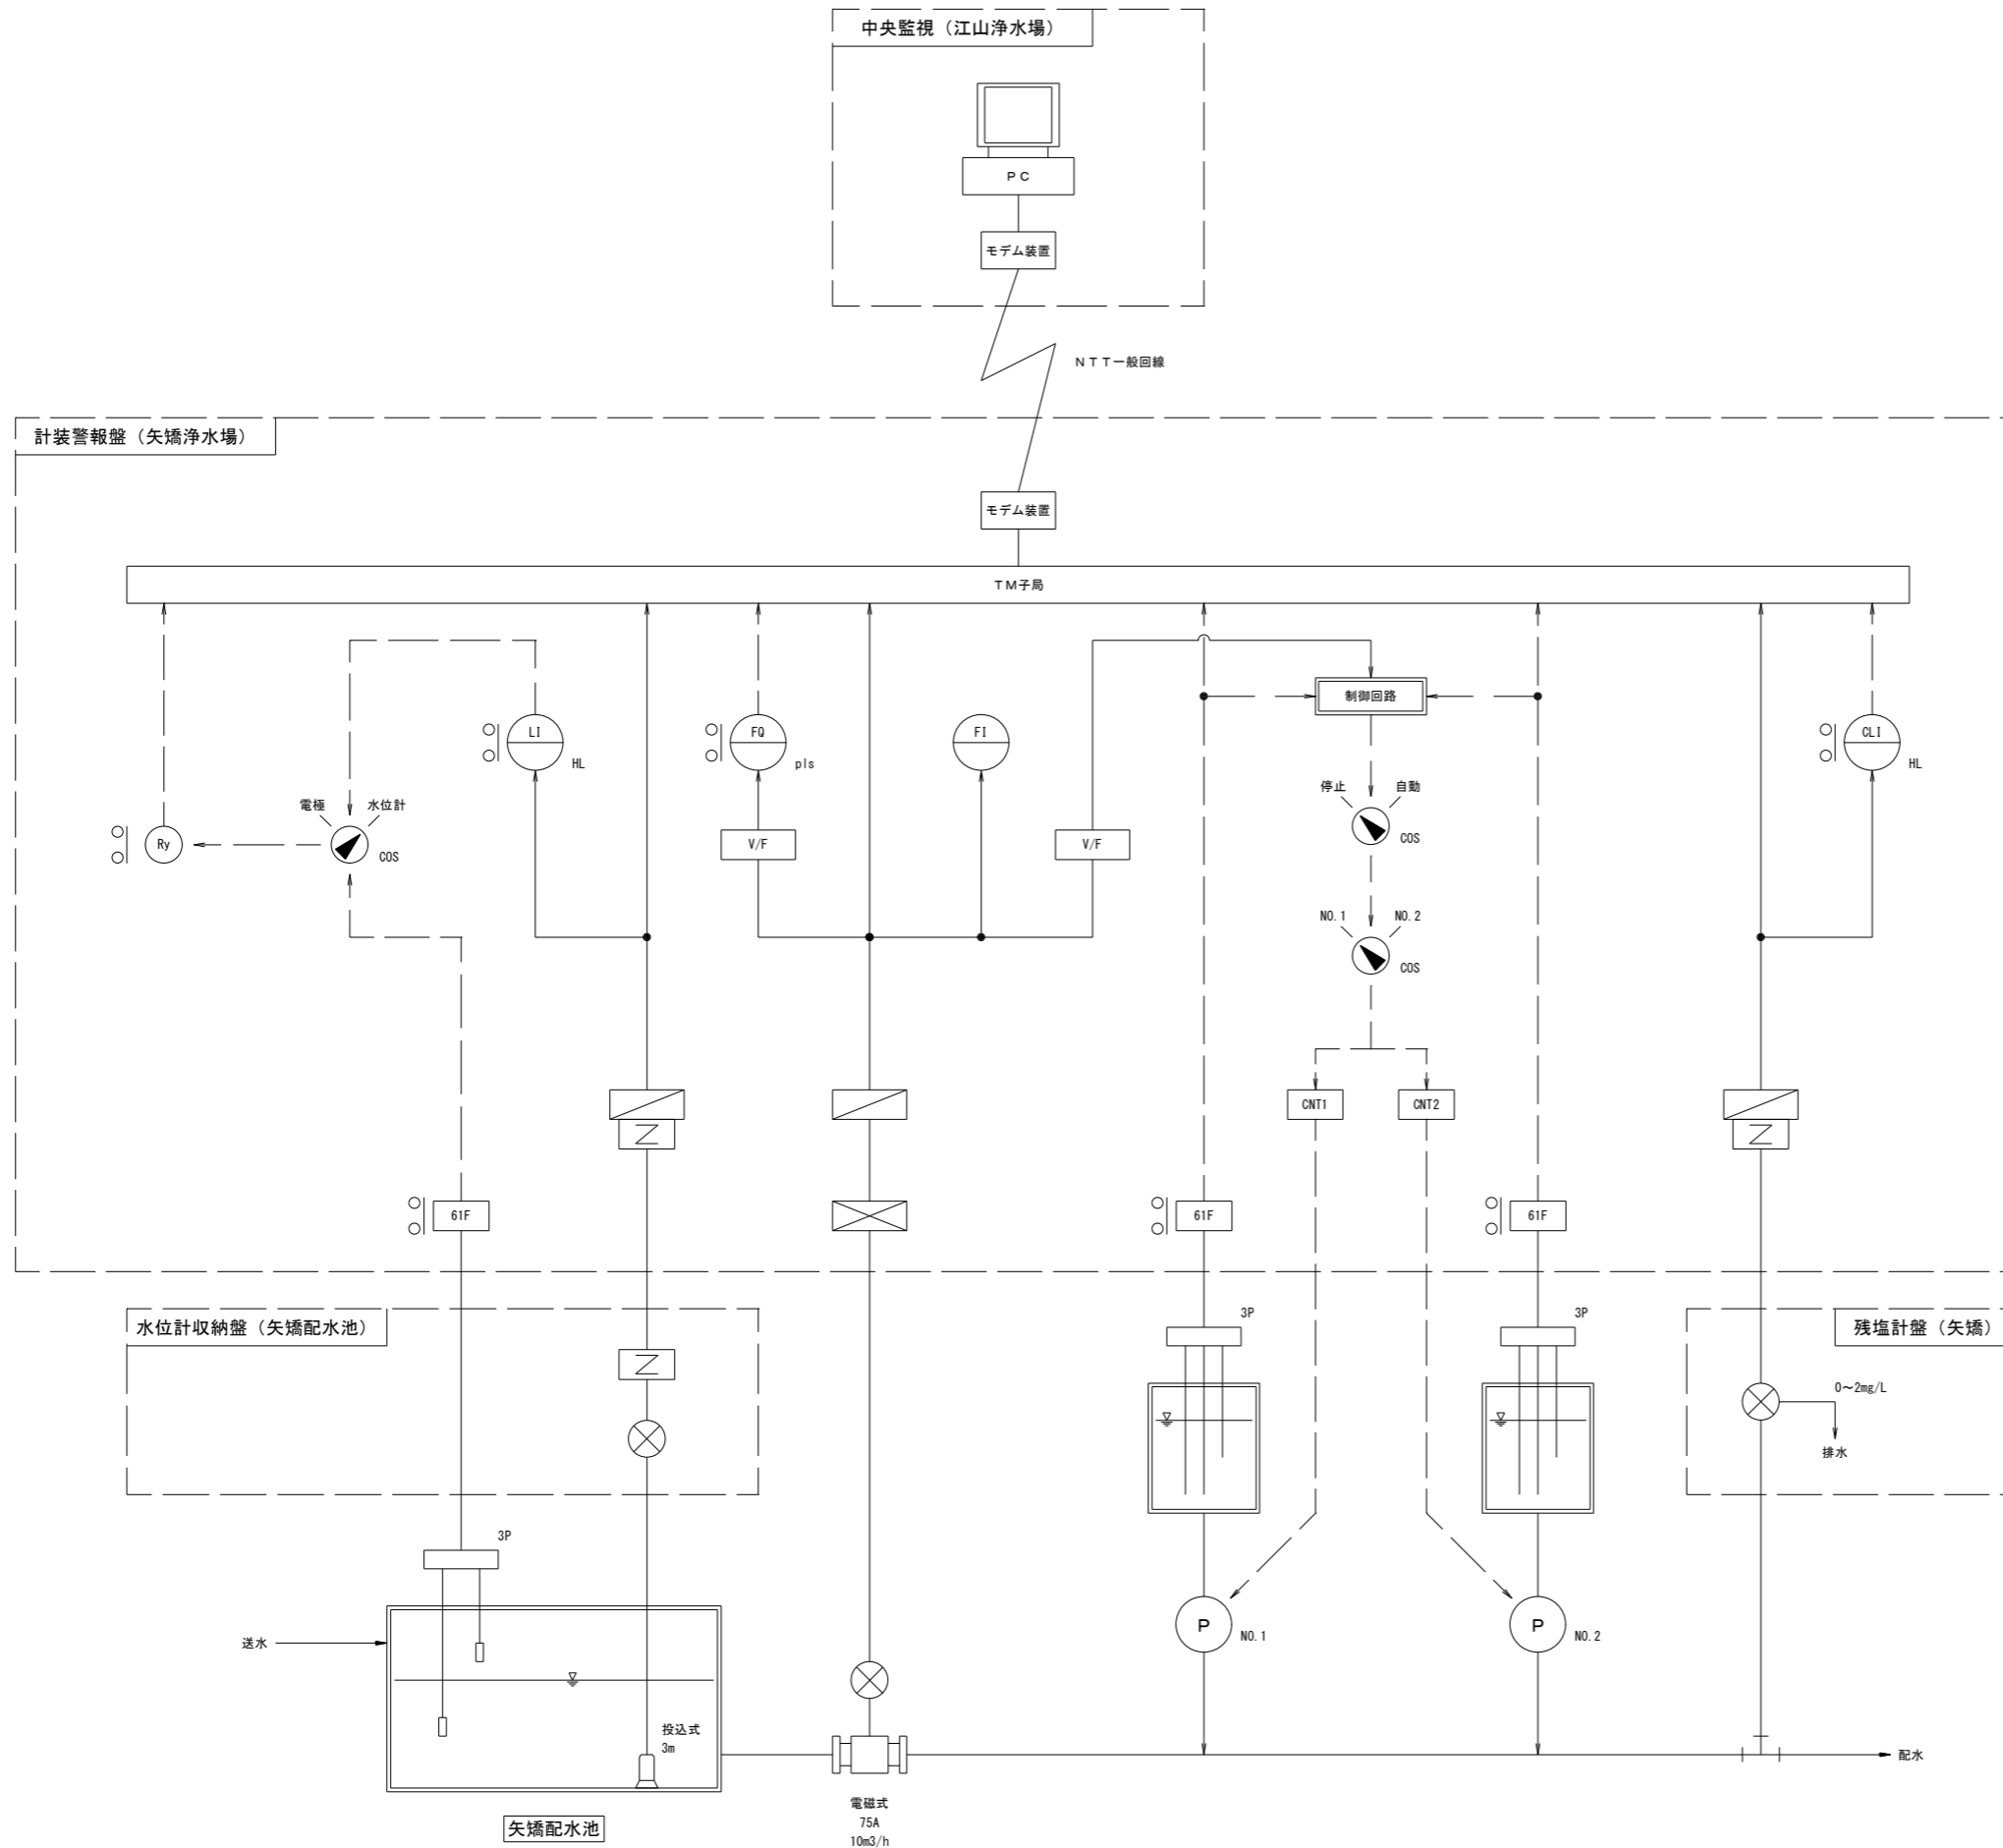 中央監視（江山浄水場）
ＰＣ
モデム装置
ＮＴＴ一般回線
計装警報盤（矢矯浄水場）
モデム装置
ＴＭ子局
制御回路
LI
HL
FQ
pls
FI
CLI
HL
電極
水位計
COS
Ry
V/F
V/F
停止
自動
COS
NO.1
NO.2
COS
CNT1
CNT2
61F
61F
61F
水位計収納盤（矢矯配水池）
3P
3P
残塩計盤（矢矯）
0～2mg/L
排水
3P
送水
P
NO.1
P
NO.2
投込式
3m
配水
矢矯配水池
電磁式
75A
10m3/h